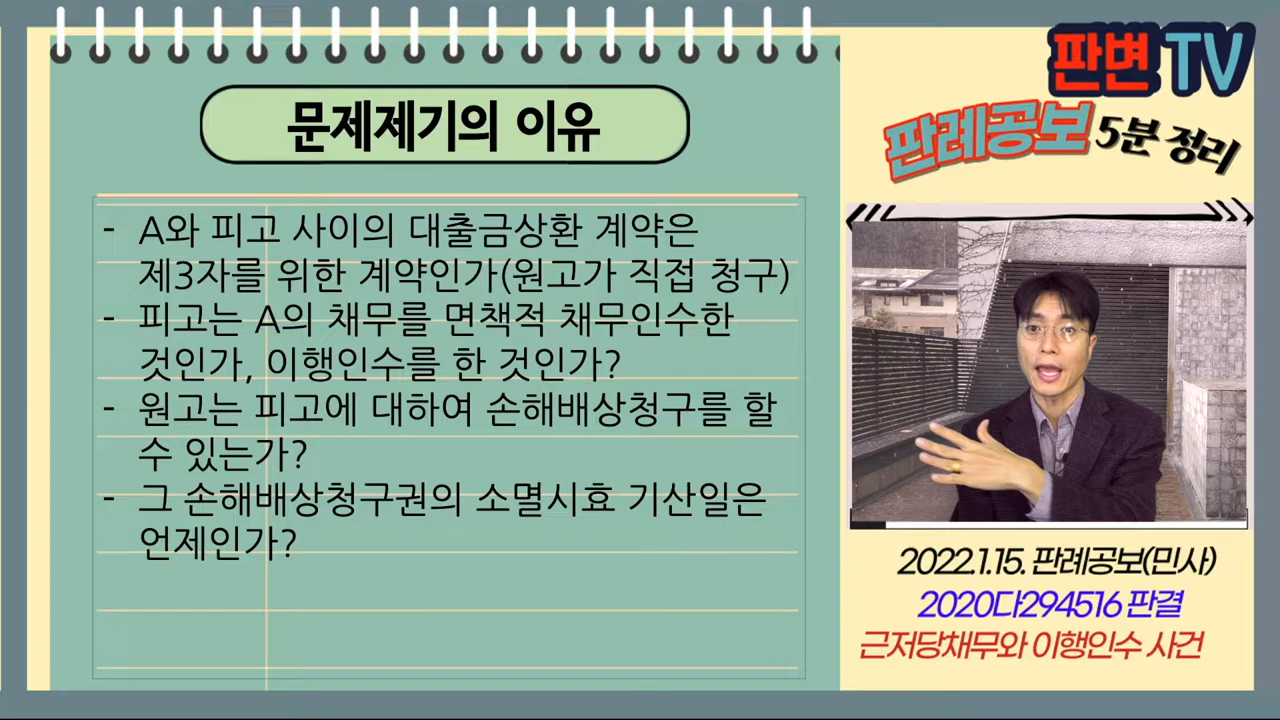 문제제기의 이유
- A와 피고 사이의 대출금상환 계약은
제3자를 위한 계약인가(원고가 직접 청구)
- 피고는 A의 채무를 면책적 채무인수한
것인가, 이행인수를 한 것인가?
- 원고는 피고에 대하여 손해배상청구를 할
수 있는가?
- 그 손해배상청구권의 소멸시효 기산일은
언제인가?
판변 TV
판례공보 5분 정리
2022.1.15. 판례공보(민사)
2020다294516 판결
근저당채무와 이행인수 사건